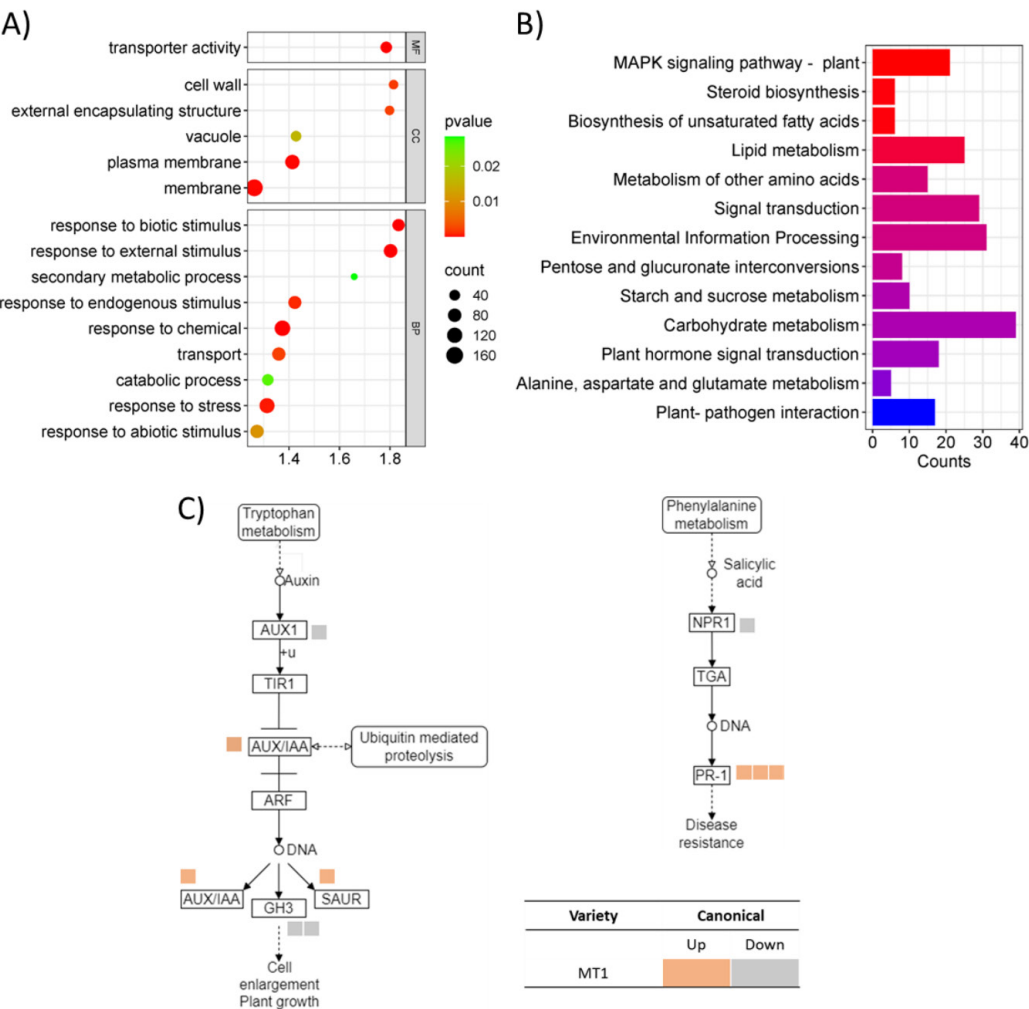 A)
transporter activity
MF
cell wall
external encapsulating structure
vacuole
plasma membrane
membrane
CC
response to biotic stimulus
response to external stimulus
secondary metabolic process
response to endogenous stimulus
response to chemical
transport
catabolic process
response to stress
response to abiotic stimulus
BP
1.4 1.6 1.8
pvalue
0.02
0.01
count
40
80
120
160
B)
MAPK signaling pathway - plant
Steroid biosynthesis
Biosynthesis of unsaturated fatty acids
Lipid metabolism
Metabolism of other amino acids
Signal transduction
Environmental Information Processing
Pentose and glucuronate interconversions
Starch and sucrose metabolism
Carbohydrate metabolism
Plant hormone signal transduction
Alanine, aspartate and glutamate metabolism
Plant- pathogen interaction
0 10 20 30 40
Counts
C)
Tryptophan
metabolism
Auxin
AUX1
+u
TIR1
AUX/IAA
Ubiquitin mediated
proteolysis
ARF
DNA
AUX/IAA
GH3
SAUR
Cell
enlargement
Plant growth
Phenylalanine
metabolism
Salicylic
acid
NPR1
TGA
DNA
PR-1
Disease
resistance
Variety Canonical
Up Down
MT1